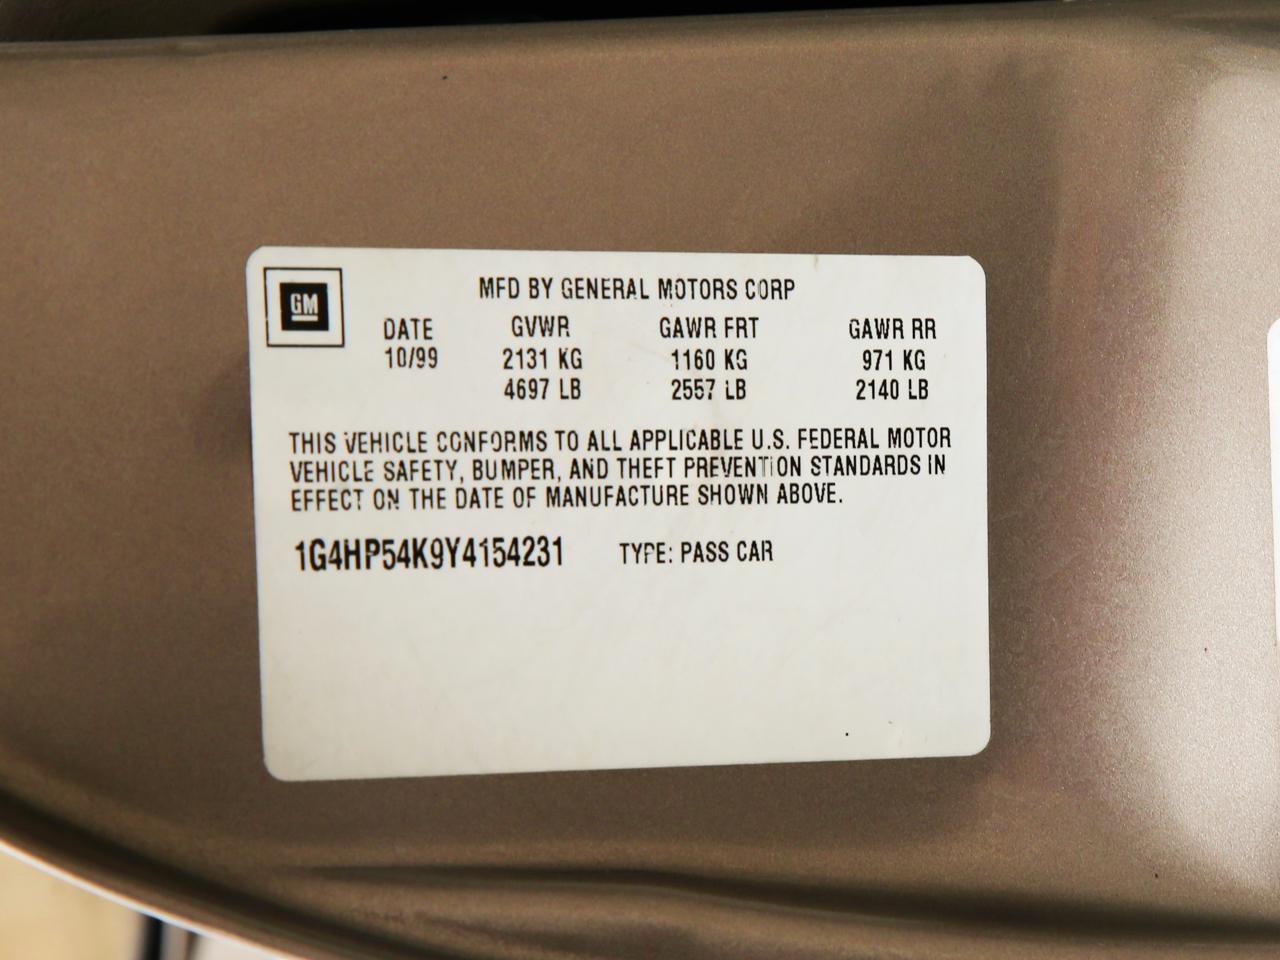 GM
MFD BY GENERAL MOTORS CORP
DATE GVWR GAWR FRT GAWR RR
10/99 2131 KG 1160 KG 971 KG
4697 LB 2557 LB 2140 LB
THIS VEHICLE CONFORMS TO ALL APPLICABLE U.S. FEDERAL MOTOR
VEHICLE SAFETY, BUMPER, AND THEFT PREVENTION STANDARDS IN
EFFECT ON THE DATE OF MANUFACTURE SHOWN ABOVE.
1G4HP54K9Y4154231 TYPE: PASS CAR